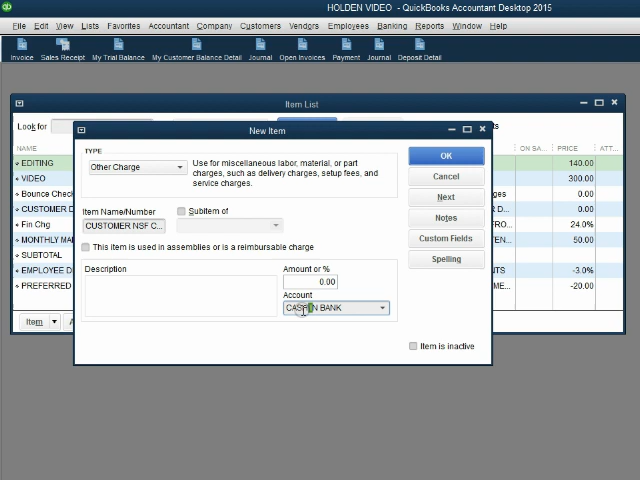 HOLDEN VIDEO - QuickBooks Accountant Desktop 2015
File Edit View Lists Favorites Accountant Company Customers Vendors Employees Banking Reports Window Help
Invoice Sales Receipt My Trial Balance My Customer Balance Detail Journal Open Invoices Payment Journal Deposit Detail
Item List
Look for
New Item
NAME
ON SA... PRICE ATT...
EDITING
140.00
VIDEO
300.00
Bounce Check
CUSTOMER D
Fin Chg
24.0%
MONTHLY MAI
50.00
SUBTOTAL
EMPLOYEE D
-3.0%
PREFERRED
-20.00
Item
TYPE
Other Charge
Use for miscellaneous labor, material, or part
charges, such as delivery charges, setup fees, and
service charges.
Item Name/Number
Subitem of
CUSTOMER NSF C...
This item is used in assemblies or is a reimbursable charge
Description
Amount or %
0.00
Account
CASH IN BANK
OK
Cancel
Next
Notes
Custom Fields
Spelling
Item is inactive